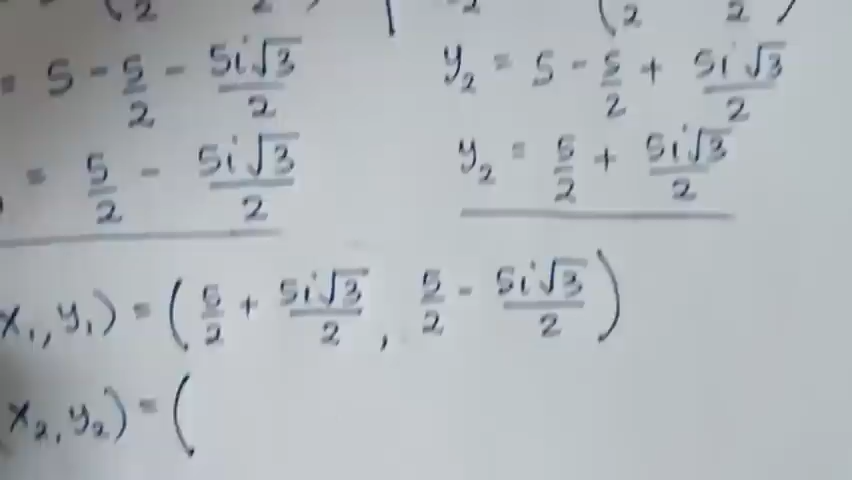 = 5 - 5/2 - 5i√3/2
y₂ = 5 - 5/2 + 5i√3/2
= 5/2 - 5i√3/2
y₂ = 5/2 + 5i√3/2
x₁, y₁) = (5/2 + 5i√3/2, 5/2 - 5i√3/2)
x₂, y₂) = (